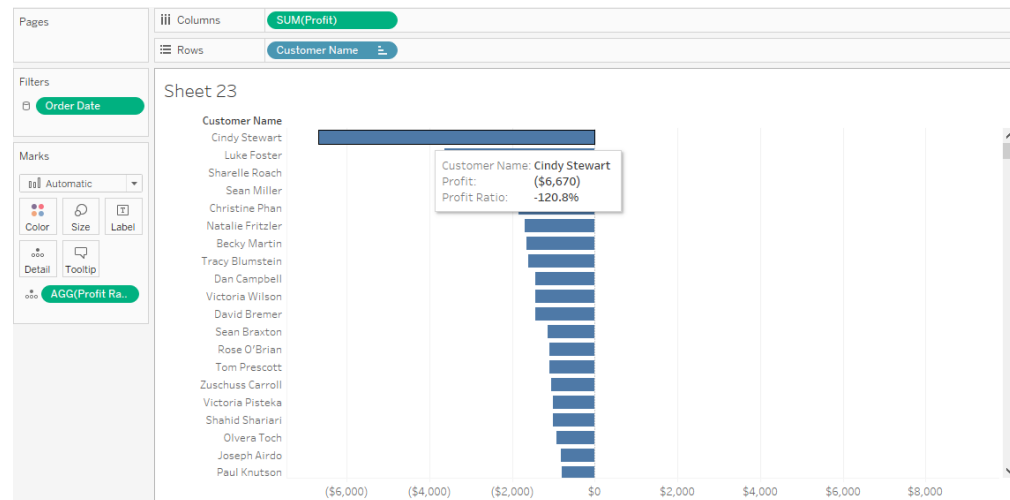 Pages
Columns SUM(Profit)
Rows Customer Name
Filters
Order Date
Marks
Automatic
Color Size Label
Detail Tooltip
AGG(Profit Ra..
Sheet 23
Customer Name
Cindy Stewart
Luke Foster
Sharelle Roach
Sean Miller
Christine Phan
Natalie Fritzler
Becky Martin
Tracy Blumstein
Dan Campbell
Victoria Wilson
David Bremer
Sean Braxton
Rose O'Brian
Tom Prescott
Zuschuss Carroll
Victoria Pisteka
Shahid Shariari
Olvera Toch
Joseph Airdo
Paul Knutson
Customer Name: Cindy Stewart
Profit: ($6,670)
Profit Ratio: -120.8%
($6,000) ($4,000) ($2,000) $0 $2,000 $4,000 $6,000 $8,000